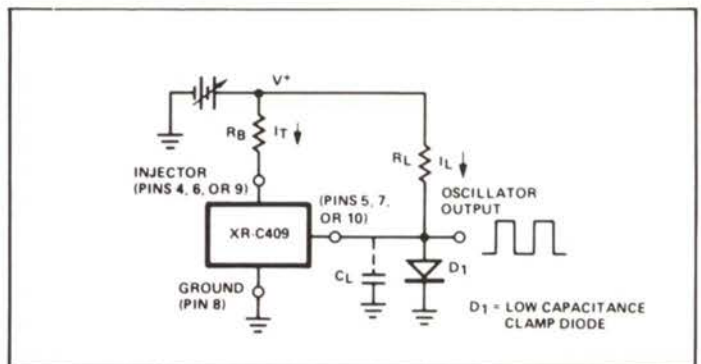 V+
RB
IT
RL
IL
INJECTOR
(PINS 4, 6, OR 9)
(PINS 5, 7,
OR 10)
OSCILLATOR
OUTPUT
XR-C409
CL
D1
GROUND
(PIN 8)
D1 = LOW CAPACITANCE
CLAMP DIODE